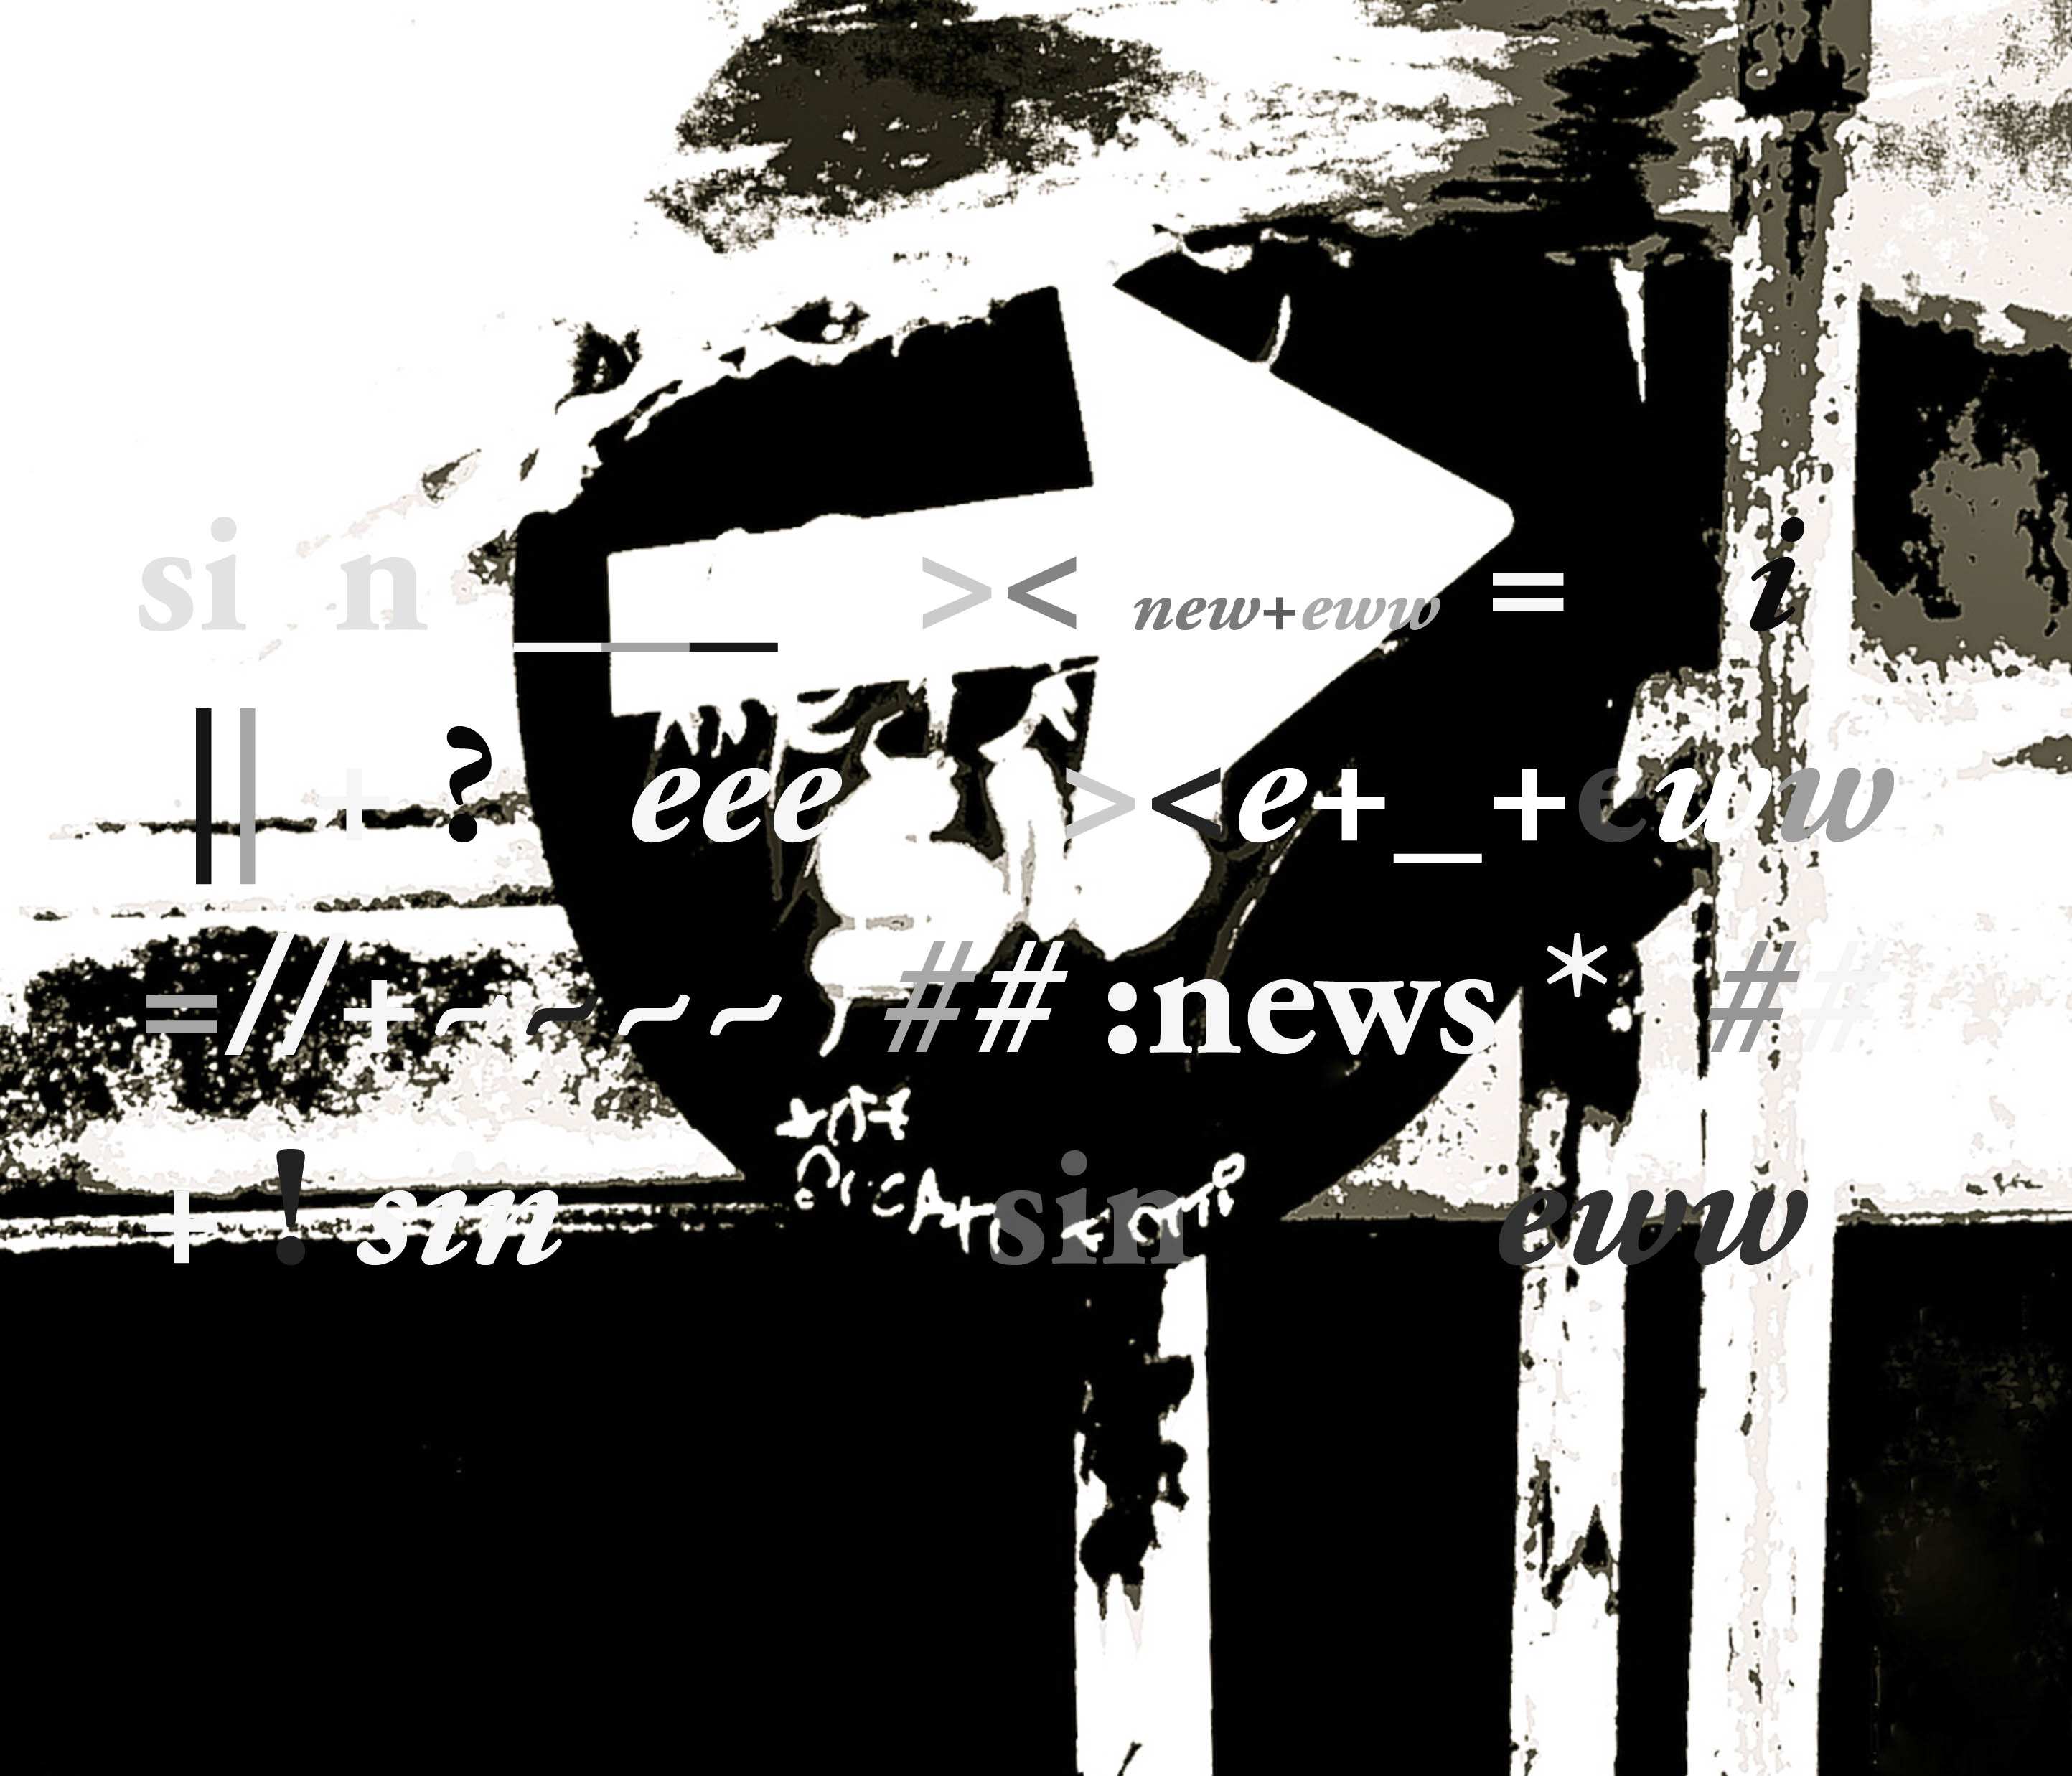 si n ___ >< new+eww = i
|| + ? eee ><e+_+eww
=//+~~~~ ## :news * ##
+ ! sin sin eww